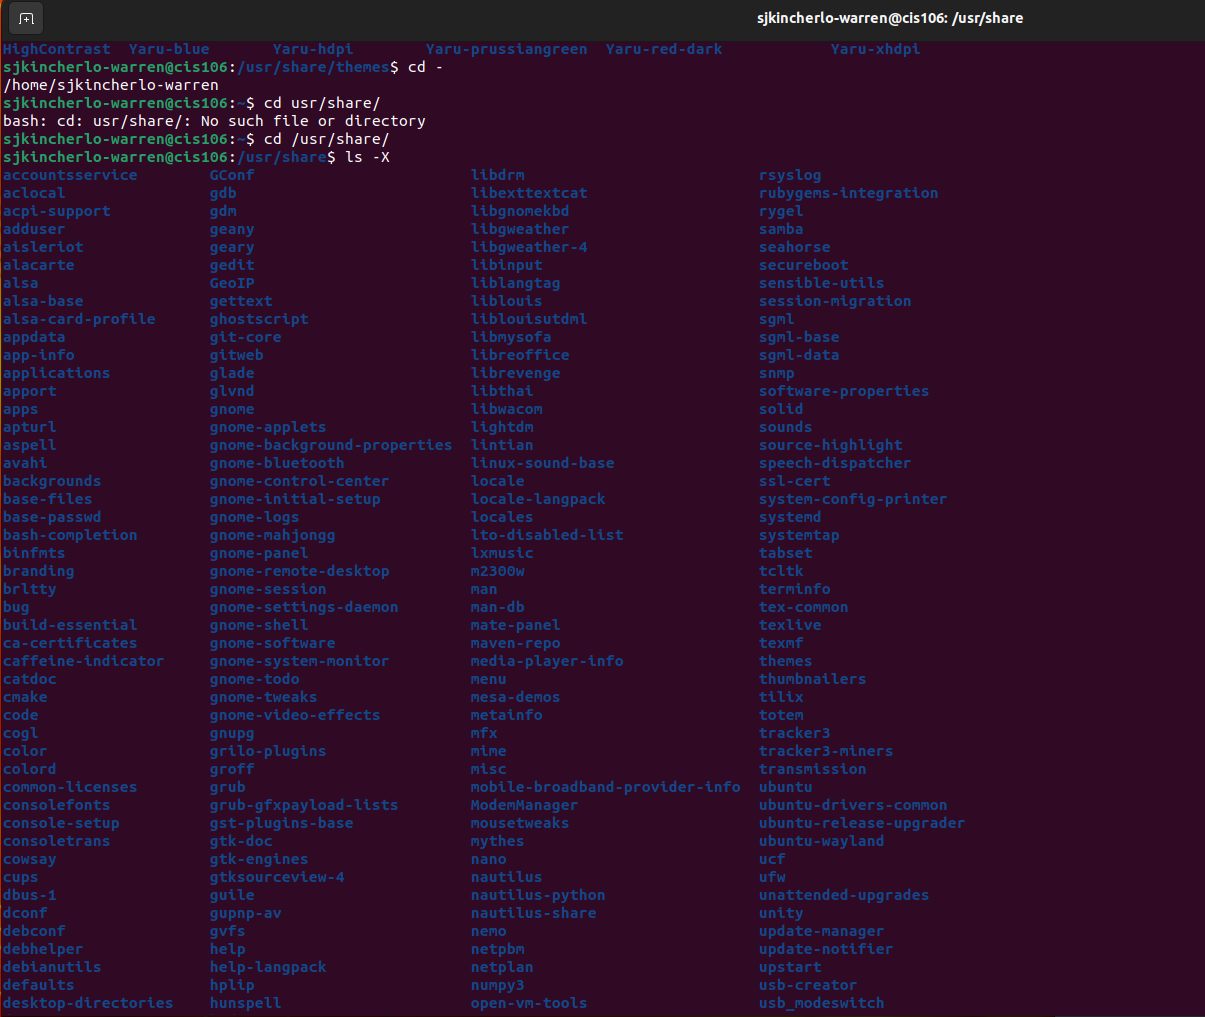 sjkincherlo-warren@cis106: /usr/share
HighContrast Yaru-blue Yaru-hdpi Yaru-prussiangreen Yaru-red-dark Yaru-xhdpi
sjkincherlo-warren@cis106:/usr/share/themes$ cd -
/home/sjkincherlo-warren
sjkincherlo-warren@cis106:~$ cd usr/share/
bash: cd: usr/share/: No such file or directory
sjkincherlo-warren@cis106:~$ cd /usr/share/
sjkincherlo-warren@cis106:/usr/share$ ls -X
accountsservice GConf libdrm rsyslog
aclocal gdb libexttextcat rubygems-integration
acpi-support gdm libgnomekbd rygel
adduser geany libgweather samba
aisleriot geary libgweather-4 seahorse
alacarte gedit libinput secureboot
alsa GeoIP liblangtag sensible-utils
alsa-base gettext liblouis session-migration
alsa-card-profile ghostscript liblouisutdml sgml
appdata git-core libmysofa sgml-base
app-info gitweb libreoffice sgml-data
applications glade librevenge snmp
apport glvnd libthai software-properties
apps gnome libwacom solid
apturl gnome-applets lightdm sounds
aspell gnome-background-properties lintian source-highlight
avahi gnome-bluetooth linux-sound-base speech-dispatcher
backgrounds gnome-control-center locale ssl-cert
base-files gnome-initial-setup locale-langpack system-config-printer
base-passwd gnome-logs locales systemd
bash-completion gnome-mahjongg lto-disabled-list systemtap
binfmts gnome-panel lxmusic tabset
branding gnome-remote-desktop m2300w tcltk
brltty gnome-session man terminfo
bug gnome-settings-daemon man-db tex-common
build-essential gnome-shell mate-panel texlive
ca-certificates gnome-software maven-repo texmf
caffeine-indicator gnome-system-monitor media-player-info themes
catdoc gnome-todo menu thumbnailers
cmake gnome-tweaks mesa-demos tilix
code gnome-video-effects metainfo totem
cogl gnupg mfx tracker3
color grilo-plugins mime tracker3-miners
colord groff misc transmission
common-licenses grub mobile-broadband-provider-info ubuntu
consolefonts grub-gfxpayload-lists ModemManager ubuntu-drivers-common
console-setup gst-plugins-base mousetweaks ubuntu-release-upgrader
consoletrans gtk-doc mythes ubuntu-wayland
cowsay gtk-engines nano ucf
cups gtksourceview-4 nautilus ufw
dbus-1 guile nautilus-python unattended-upgrades
dconf gupnp-av nautilus-share unity
debconf gvfs nemo update-manager
debhelper help netpbm update-notifier
debianutils help-langpack netplan upstart
defaults hplip numpy3 usb-creator
desktop-directories hunspell open-vm-tools usb_modeswitch